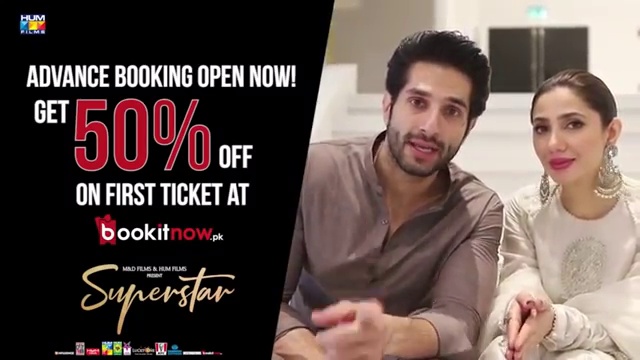 HUM
FILMS
ADVANCE BOOKING OPEN NOW!
GET 50% OFF
ON FIRST TICKET AT
bookitnow.pk
M&D FILMS & HUM FILMS
PRESENT
Superstar